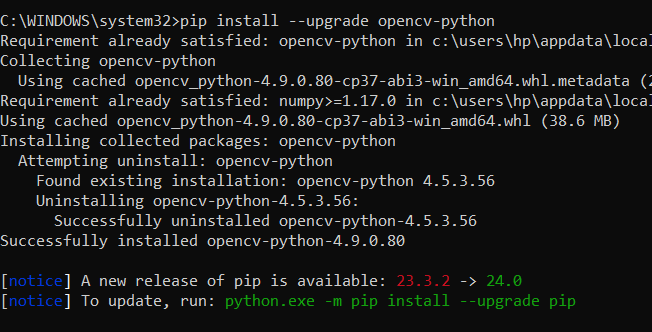 C:\WINDOWS\system32>pip install --upgrade opencv-python
Requirement already satisfied: opencv-python in c:\users\hp\appdata\loca
Collecting opencv-python
Using cached opencv_python-4.9.0.80-cp37-abi3-win_amd64.whl.metadata (2
Requirement already satisfied: numpy>=1.17.0 in c:\users\hp\appdata\loca
Using cached opencv_python-4.9.0.80-cp37-abi3-win_amd64.whl (38.6 MB)
Installing collected packages: opencv-python
Attempting uninstall: opencv-python
Found existing installation: opencv-python 4.5.3.56
Uninstalling opencv-python-4.5.3.56:
Successfully uninstalled opencv-python-4.5.3.56
Successfully installed opencv-python-4.9.0.80
[notice] A new release of pip is available: 23.3.2 -> 24.0
[notice] To update, run: python.exe -m pip install --upgrade pip